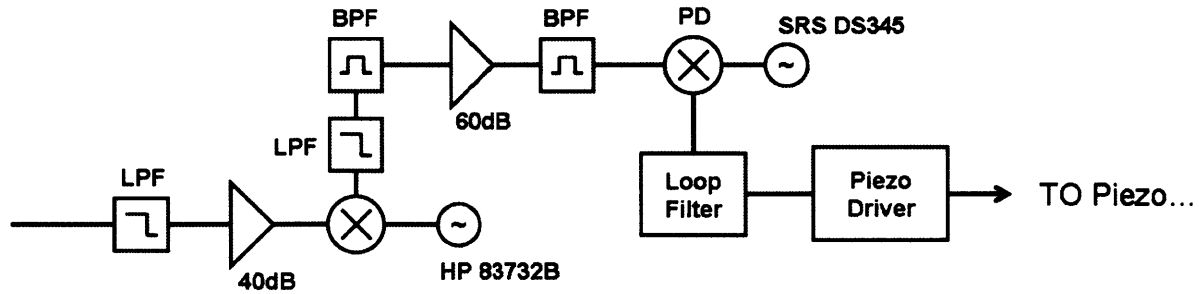 BPF
BPF
PD
SRS DS345
60dB
LPF
LPF
Loop
Filter
Piezo
Driver
TO Piezo...
40dB
HP 83732B